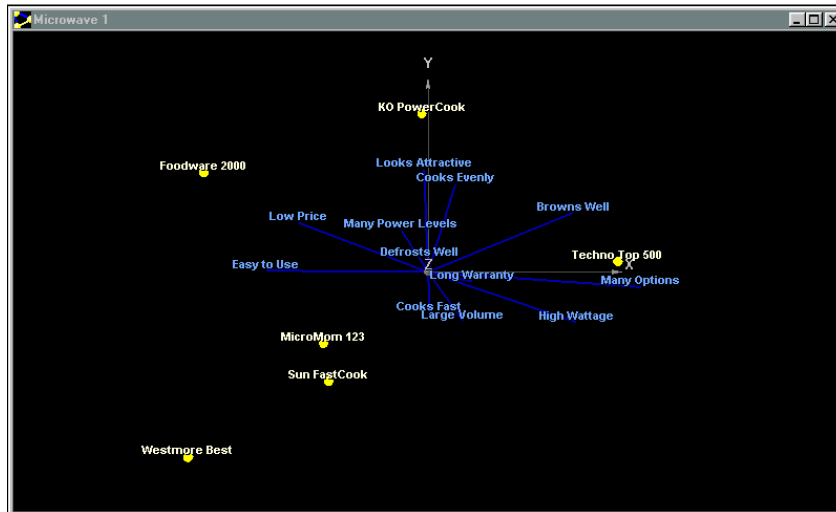 Microwave 1
Y
KO PowerCook
Looks Attractive
Foodware 2000
Cooks Evenly
Browns Well
Low Price
Many Power Levels
Defrosts Well
Techno Top 500
Easy to Use
Z
X
Long Warranty
Many Options
Cooks Fast
Large Volume
High Wattage
MicroMom 123
Sun FastCook
Westmore Best